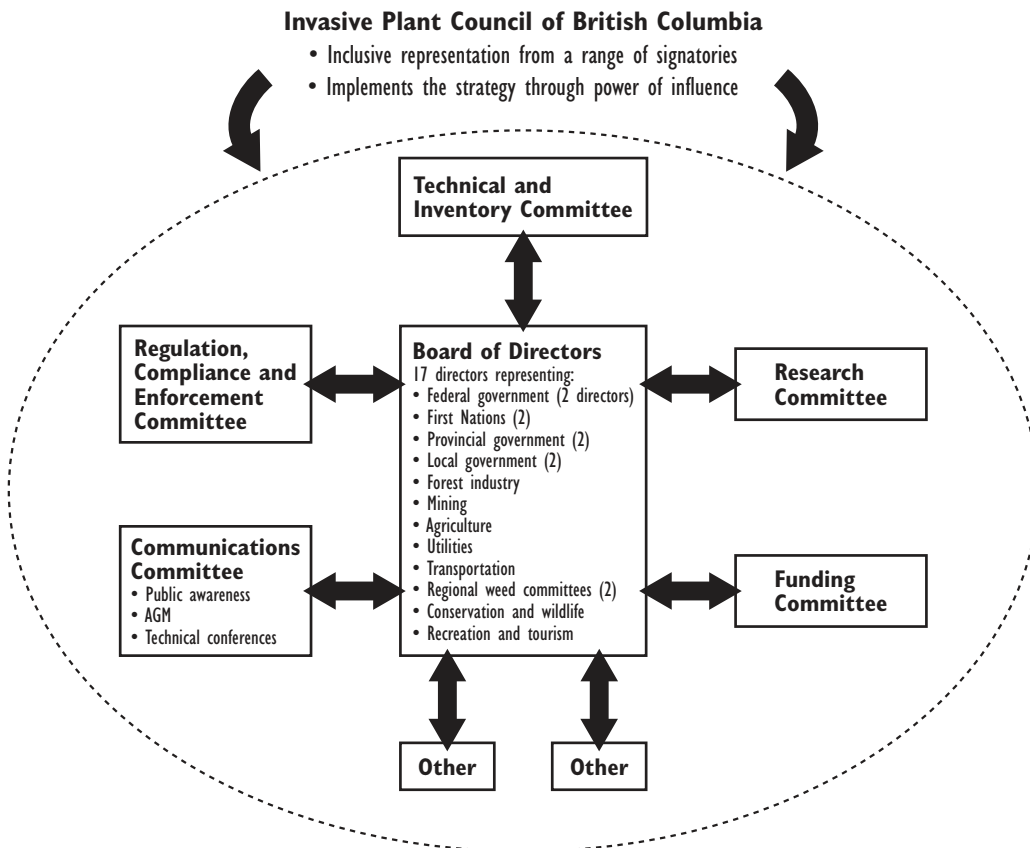 Invasive Plant Council of British Columbia
• Inclusive representation from a range of signatories
• Implements the strategy through power of influence
Technical and
Inventory Committee
Regulation,
Compliance and
Enforcement
Committee
Board of Directors
17 directors representing:
• Federal government (2 directors)
• First Nations (2)
• Provincial government (2)
• Local government (2)
• Forest industry
• Mining
• Agriculture
• Utilities
• Transportation
• Regional weed committees (2)
• Conservation and wildlife
• Recreation and tourism
Research
Committee
Communications
Committee
• Public awareness
• AGM
• Technical conferences
Funding
Committee
Other
Other